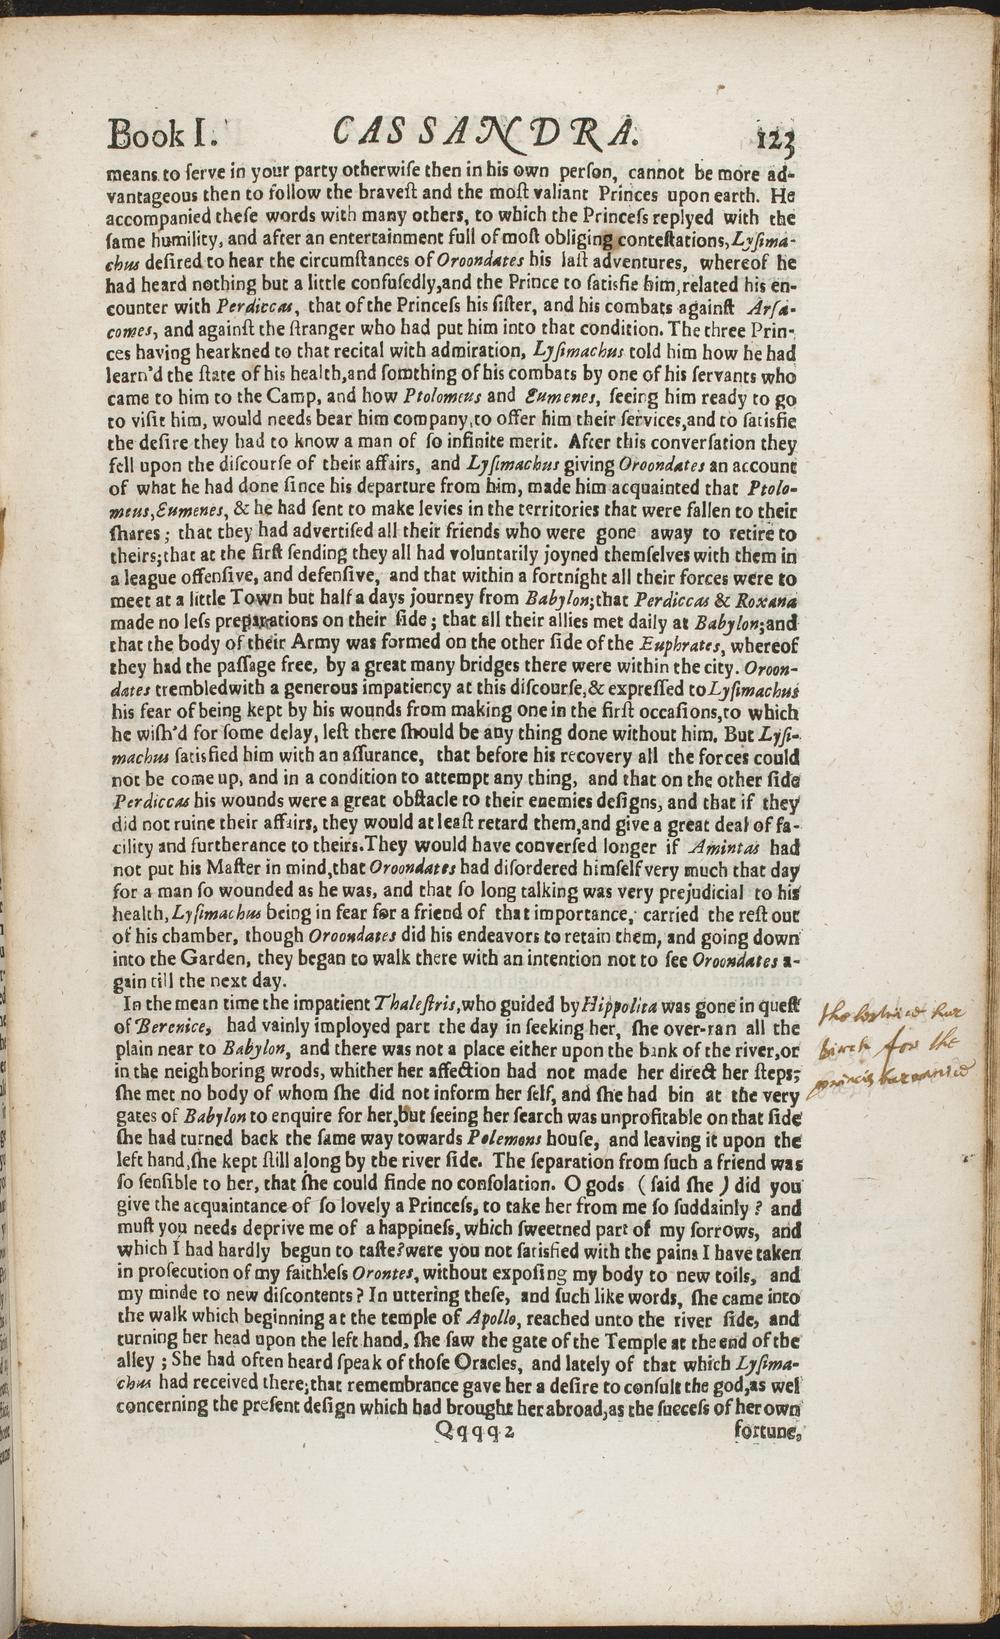 Book I. CASSANDRA. 123
means to ſerve in your party otherwiſe then in his own perſon, cannot be more ad-
vantageous then to follow the braveſt and the moſt valiant Princes upon earth. He
accompanied theſe words with many others, to which the Princeſs replyed with the
ſame humility, and after an entertainment full of moſt obliging conteſtations, Lyſima-
chus deſired to hear the circumſtances of Oroondates his laſt adventures, whereof he
had heard nothing but a little confuſedly,and the Prince to ſatisfie him,related his en-
counter with Perdiccas, that of the Princeſs his ſiſter, and his combats againſt Arſa-
comes, and againſt the ſtranger who had put him into that condition. The three Prin-
ces having hearkned to that recital with admiration, Lyſimachus told him how he had
learn'd the ſtate of his health,and ſomthing of his combats by one of his ſervants who
came to him to the Camp, and how Ptolomeus and Eumenes, ſeeing him ready to go
to viſit him, would needs bear him company,to offer him their ſervices,and to ſatisfie
the deſire they had to know a man of ſo infinite merit. After this converſation they
fell upon the diſcourſe of their affairs, and Lyſimachus giving Oroondates an account
of what he had done ſince his departure from him, made him acquainted that Ptolo-
meus,Eumenes, & he had ſent to make levies in the territories that were fallen to their
ſhares ; that they had advertiſed all their friends who were gone away to retire to
theirs;that at the firſt ſending they all had voluntarily joyned themſelves with them in
a league offenſive, and defenſive, and that within a fortnight all their forces were to
meet at a little Town but half a days journey from Babylon;that Perdiccas & Roxana
made no leſs preparations on their ſide ; that all their allies met daily at Babylon;and
that the body of their Army was formed on the other ſide of the Euphrates, whereof
they had the paſſage free, by a great many bridges there were within the city. Oroon-
dates trembledwith a generous impatiency at this diſcourſe,& expreſſed to Lyſimachus
his fear of being kept by his wounds from making one in the firſt occaſions,to which
he wiſh'd for ſome delay, leſt there ſhould be any thing done without him. But Lyſi-
machus ſatisfied him with an aſſurance, that before his recovery all the forces could
not be come up, and in a condition to attempt any thing, and that on the other ſide
Perdiccas his wounds were a great obſtacle to their enemies deſigns, and that if they
did not ruine their affairs, they would at leaſt retard them,and give a great deal of fa-
cility and furtherance to theirs.They would have converſed longer if Amintas had
not put his Maſter in mind,that Oroondates had diſordered himſelf very much that day
for a man ſo wounded as he was, and that ſo long talking was very prejudicial to his
health, Lyſimachus being in fear for a friend of that importance, carried the reſt out
of his chamber, though Oroondates did his endeavors to retain them, and going down
into the Garden, they began to walk there with an intention not to ſee Oroondates a-
gain till the next day.
In the mean time the impatient Thaleſtris,who guided by Hippolita was gone in queſt
of Berenice, had vainly imployed part the day in ſeeking her, ſhe over-ran all the
plain near to Babylon, and there was not a place either upon the bank of the river,or
in the neighboring wrods, whither her affection had not made her direct her ſteps;
ſhe met no body of whom ſhe did not inform her ſelf, and ſhe had bin at the very
gates of Babylon to enquire for her,but ſeeing her ſearch was unprofitable on that ſide
ſhe had turned back the ſame way towards Polemons houſe, and leaving it upon the
left hand,ſhe kept ſtill along by the river ſide. The ſeparation from ſuch a friend was
ſo ſenſible to her, that ſhe could finde no conſolation. O gods ( ſaid ſhe ) did you
give the acquaintance of ſo lovely a Princeſs, to take her from me ſo ſuddainly ? and
muſt you needs deprive me of a happineſs, which ſweetned part of my ſorrows, and
which I had hardly begun to taſte?were you not ſatisfied with the pains I have taken
in proſecution of my faithleſs Orontes, without expoſing my body to new toils, and
my minde to new diſcontents ? In uttering theſe, and ſuch like words, ſhe came into
the walk which beginning at the temple of Apollo, reached unto the river ſide, and
turning her head upon the left hand, ſhe ſaw the gate of the Temple at the end of the
alley ; She had often heard ſpeak of thoſe Oracles, and lately of that which Lyſima-
chus had received there;that remembrance gave her a deſire to conſult the god,as wel
concerning the preſent deſign which had brought her abroad,as the ſucceſs of her own
Qqqq2 fortune,
for the